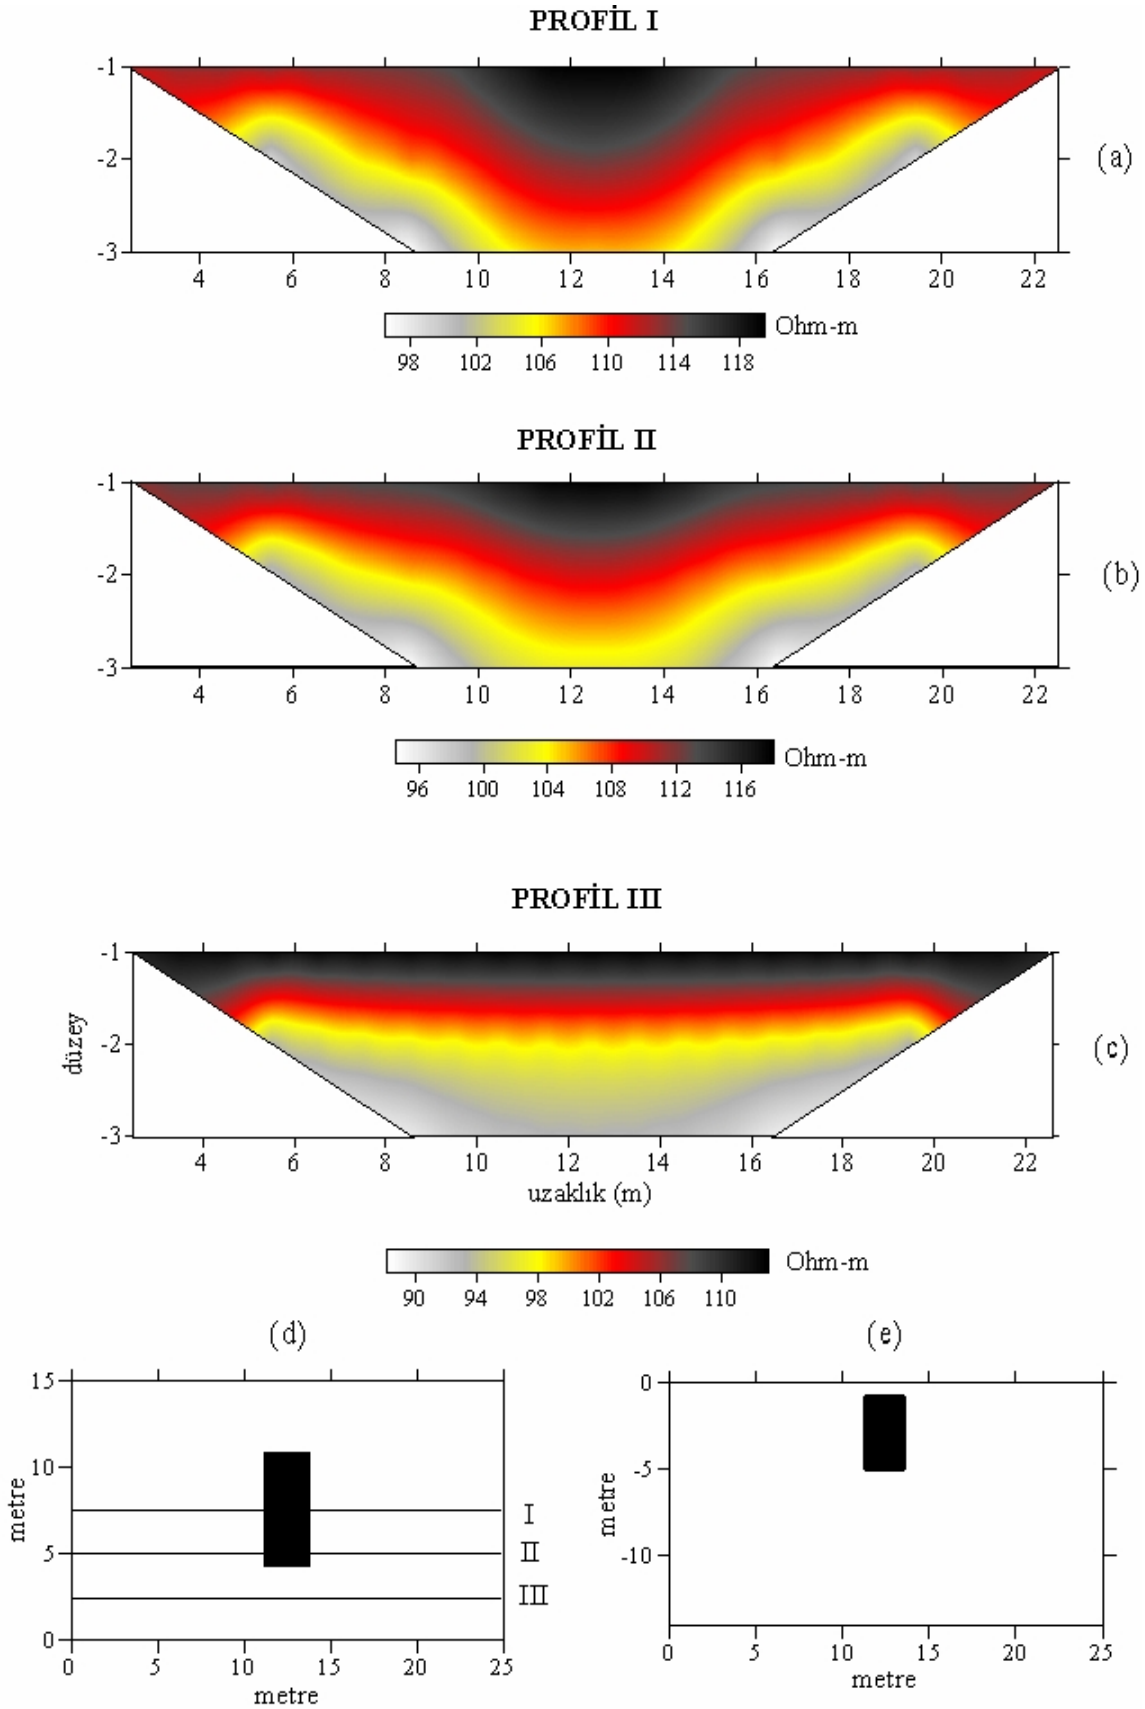 PROFİL I
-1
-2
-3
(a)
4 6 8 10 12 14 16 18 20 22
98 102 106 110 114 118
Ohm-m
PROFİL II
-1
-2
-3
(b)
4 6 8 10 12 14 16 18 20 22
96 100 104 108 112 116
Ohm-m
PROFİL III
-1
-2
-3
düzey
(c)
4 6 8 10 12 14 16 18 20 22
uzaklık (m)
90 94 98 102 106 110
Ohm-m
(d)
15
10
5
0
metre
I
II
III
0 5 10 15 20 25
metre
(e)
0
-5
-10
metre
0 5 10 15 20 25
metre